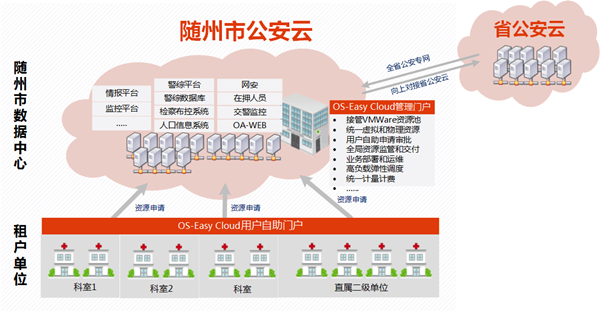 随州市公安云
省公安云
全省公安专网
向上对接省公安云
随州市数据中心
情报平台
监控平台
.....
警综平台
警综数据库
检察布控系统
人口信息系统
网安
在押人员
交警监控
OA-WEB
OS-Easy Cloud管理门户
• 接管VMWare资源池
• 统一虚拟和物理资源
• 用户自助申请审批
• 全局资源监管和交付
• 业务部署和运维
• 高负载弹性调度
• 统一计量计费
• ......
资源申请
资源申请
资源申请
租户单位
OS-Easy Cloud用户自助门户
科室1
科室2
科室
直属二级单位